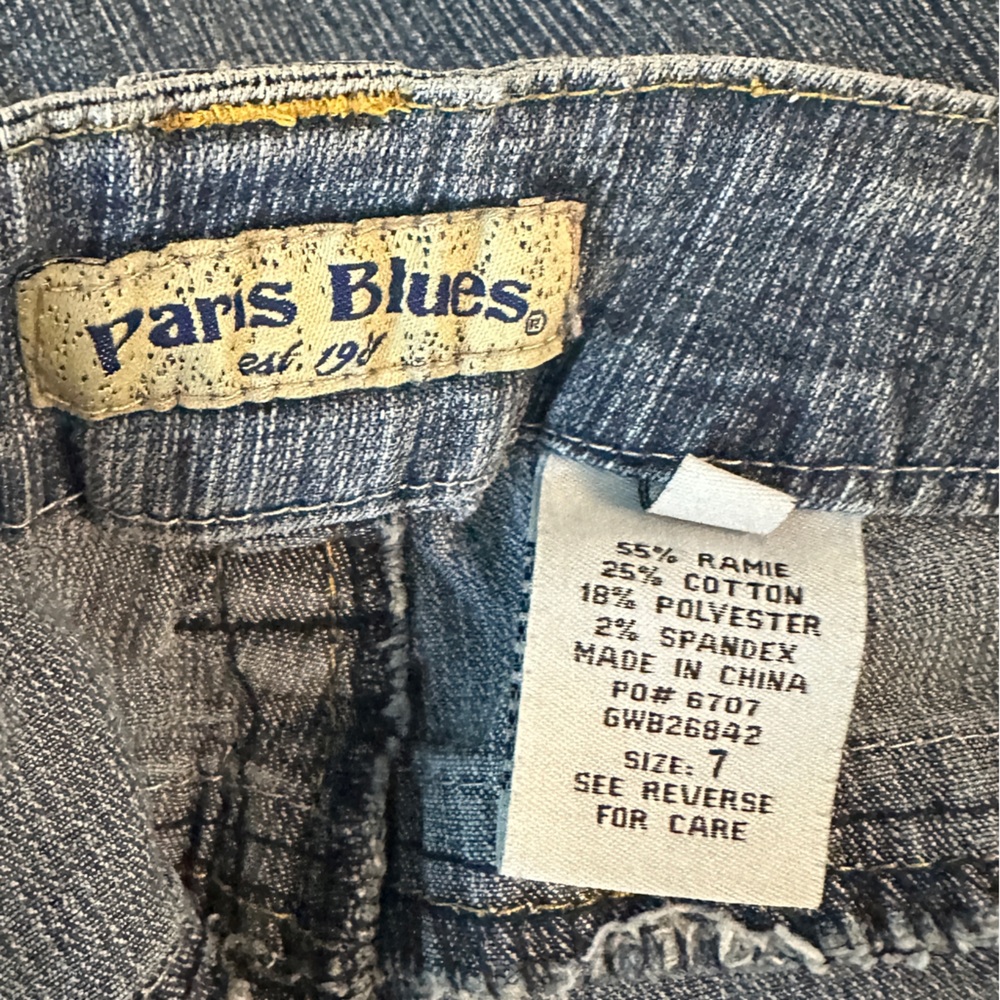 Paris Blues®
est. 198
55% RAMIE
25% COTTON
18% POLYESTER
2% SPANDEX
MADE IN CHINA
PO# 6707
GWB26842
SIZE: 7
SEE REVERSE
FOR CARE